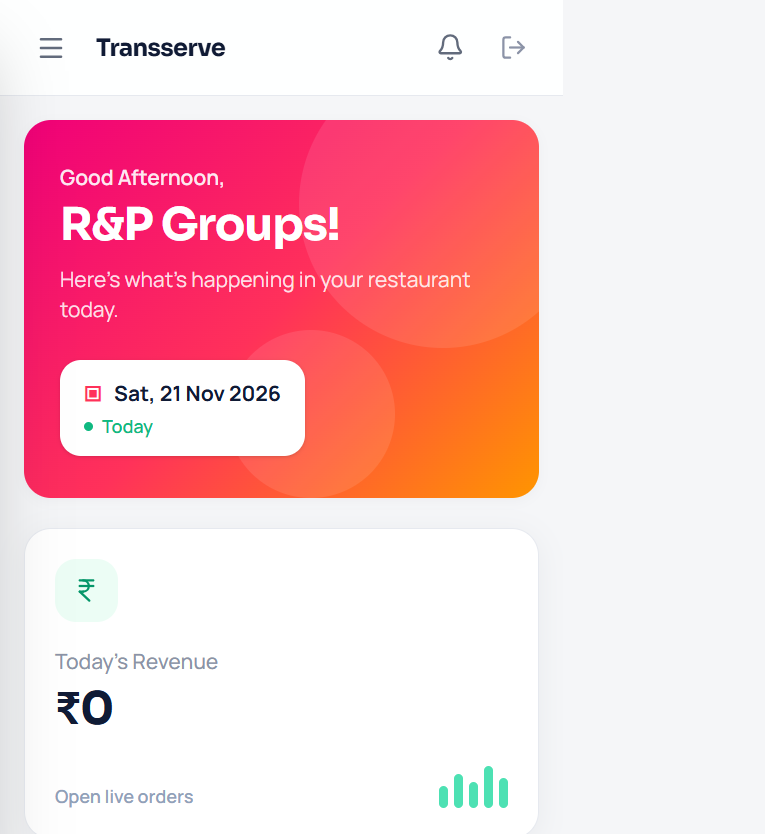 Transserve
Good Afternoon,
R&P Groups!
Here's what's happening in your restaurant
today.
Sat, 21 Nov 2026
Today
₹
Today's Revenue
₹0
Open live orders